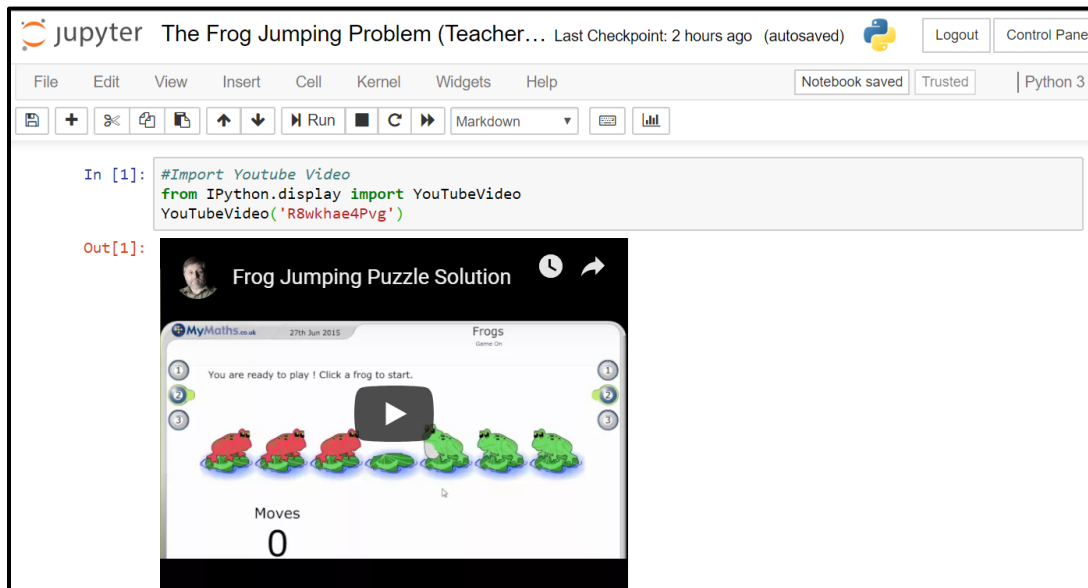 jupyter The Frog Jumping Problem (Teacher... Last Checkpoint: 2 hours ago (autosaved) Logout Control Pane
File Edit View Insert Cell Kernel Widgets Help Notebook saved Trusted Python 3
Run Markdown
In [1]: #Import Youtube Video
from IPython.display import YouTubeVideo
YouTubeVideo('R8wkhae4Pvg')
Out[1]:
Frog Jumping Puzzle Solution
MyMaths.co.uk 27th Jun 2015 Frogs
Game On
1 1
You are ready to play ! Click a frog to start.
2 2
3 3
Moves
0